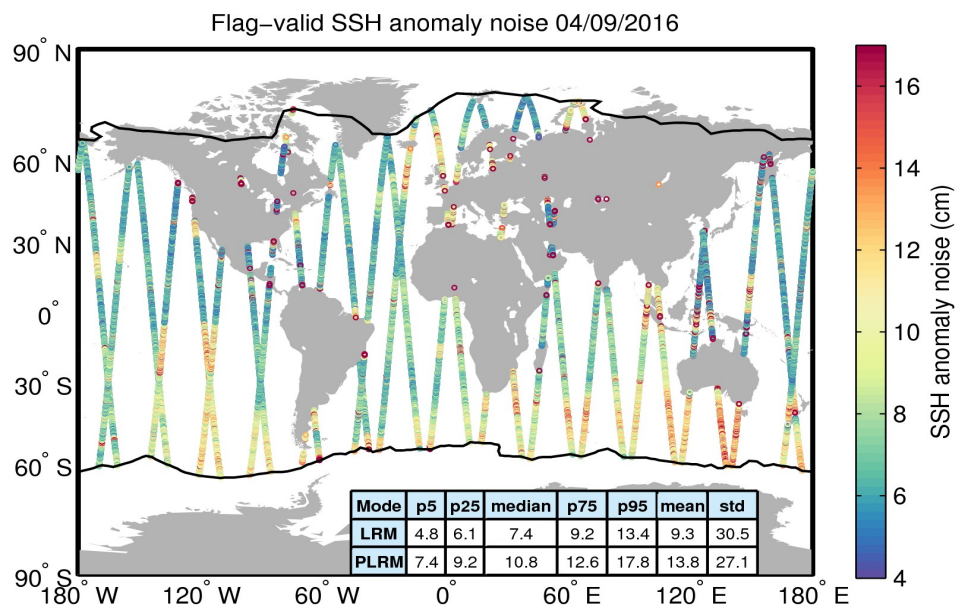 Flag−valid SSH anomaly noise 04/09/2016
90° N
60° N
30° N
0°
30° S
60° S
90° S
180° W
120° W
60° W
0°
60° E
120° E
180° E
16
14
12
10
8
6
4
SSH anomaly noise (cm)
Mode p5 p25 median p75 p95 mean std
LRM 4.8 6.1 7.4 9.2 13.4 9.3 30.5
PLRM 7.4 9.2 10.8 12.6 17.8 13.8 27.1